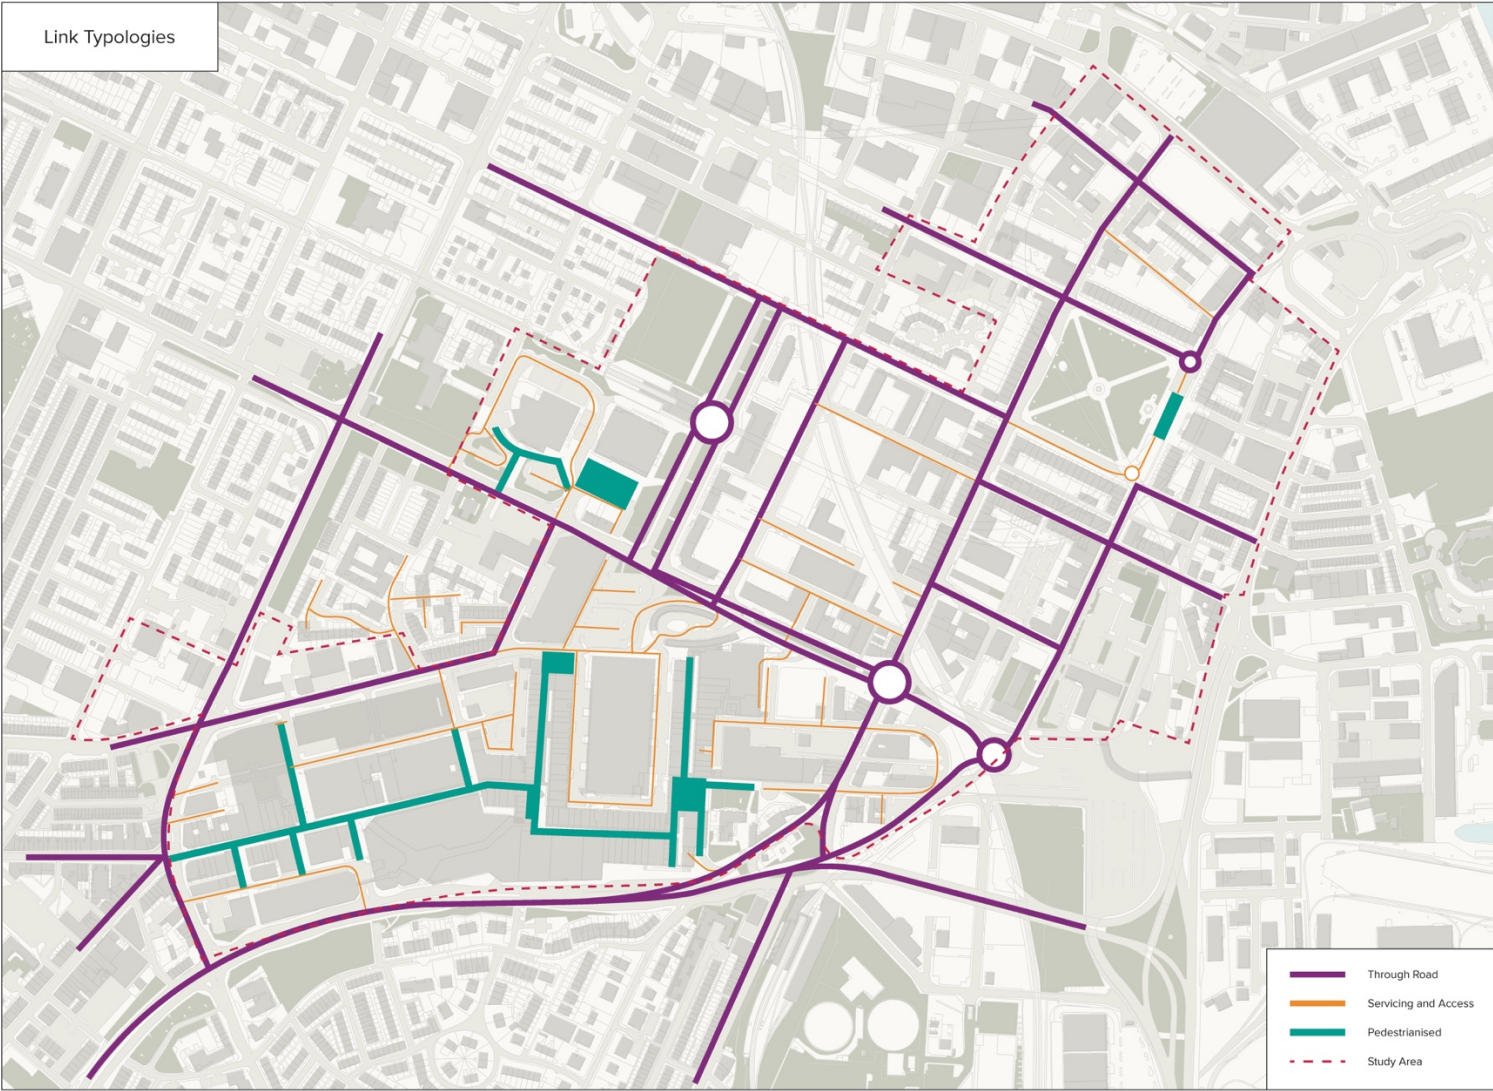 Link Typologies
Through Road
Servicing and Access
Pedestrianised
Study Area